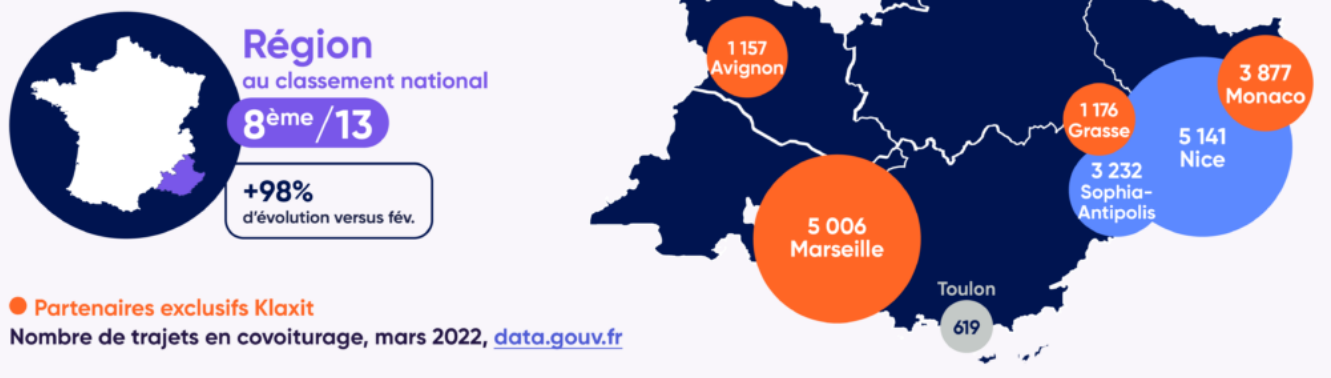 Région
au classement national
8ème/13
+98%
d'évolution versus fév.
1 157
Avignon
3 877
Monaco
1 176
Grasse
5 141
Nice
3 232
Sophia-
Antipolis
5 006
Marseille
Toulon
619
Partenaires exclusifs Klaxit
Nombre de trajets en covoiturage, mars 2022, data.gouv.fr